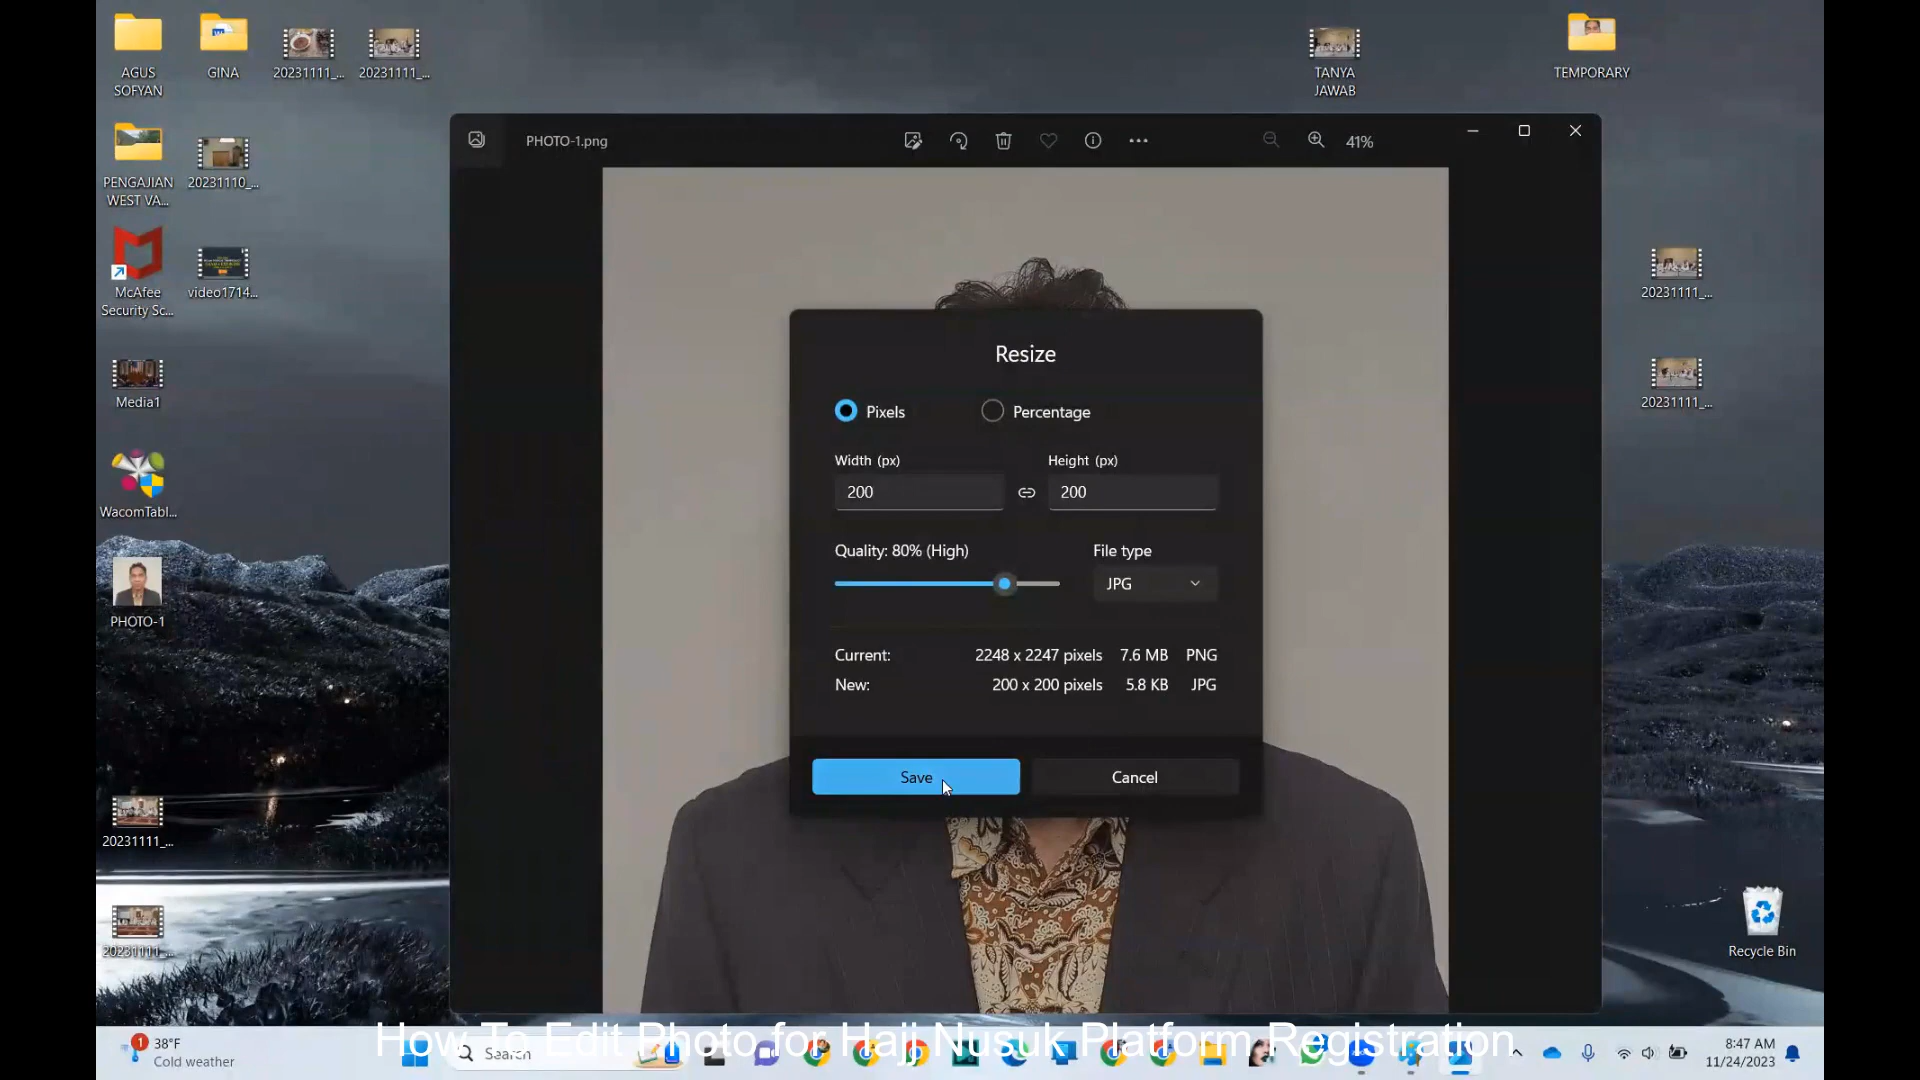 AGUS
SOFYAN
GINA
20231111_...
20231111_...
TANYA
JAWAB
TEMPORARY
PENGAJIAN
WEST VA...
20231110_...
McAfee
Security Sc...
video1714...
Media1
WacomTabl...
PHOTO-1
20231111_...
20231111_...
20231111_...
20231111_...
Recycle Bin
PHOTO-1.png
41%
Resize
Pixels
Percentage
Width (px)
Height (px)
200
200
Quality: 80% (High)
File type
JPG
Current: 2248 x 2247 pixels 7.6 MB PNG
New: 200 x 200 pixels 5.8 KB JPG
Save
Cancel
How To Edit Photo for Hajj Nusuk Platform Registration
1
38°F
Cold weather
Search
8:47 AM
11/24/2023